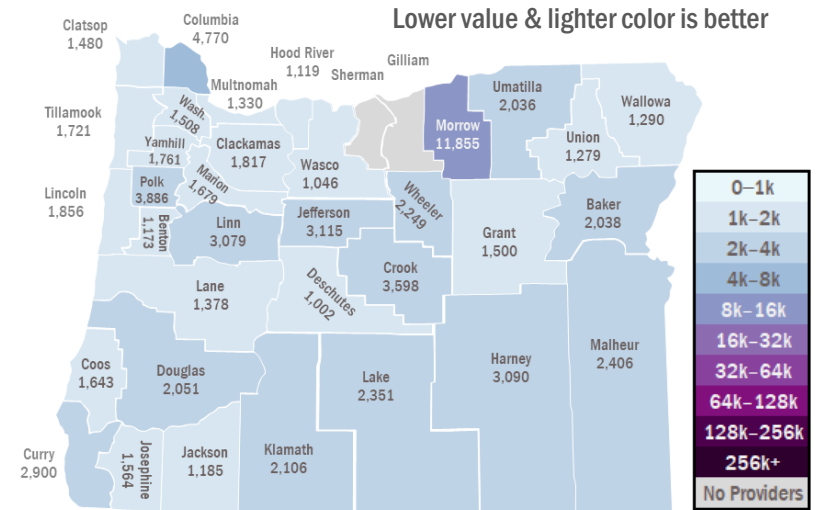 Lower value & lighter color is better
Clatsop
1,480
Columbia
4,770
Hood River
1,119
Sherman
Gilliam
Multnomah
1,330
Tillamook
1,721
Wash.
1,508
Yamhill
1,761
Clackamas
1,817
Marion
1,679
Wasco
1,046
Morrow
11,855
Umatilla
2,036
Union
1,279
Wallowa
1,290
Lincoln
1,856
Polk
3,886
Benton
1,173
Linn
3,079
Jefferson
3,115
Wheeler
2,249
Grant
1,500
Baker
2,038
Lane
1,378
Deschutes
1,002
Crook
3,598
Coos
1,643
Douglas
2,051
Lake
2,351
Harney
3,090
Malheur
2,406
Curry
2,900
Josephine
1,564
Jackson
1,185
Klamath
2,106
0–1k
1k–2k
2k–4k
4k–8k
8k–16k
16k–32k
32k–64k
64k–128k
128k–256k
256k+
No Providers